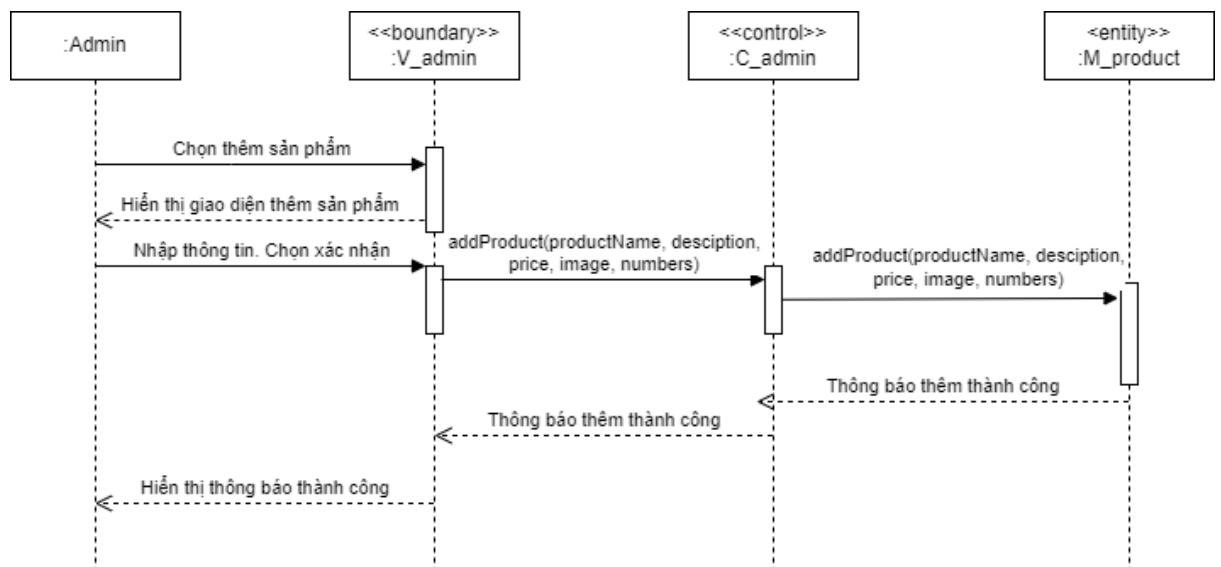 :Admin
<<boundary>>
:V_admin
<<control>>
:C_admin
<entity>>
:M_product
Chọn thêm sản phẩm
Hiển thị giao diện thêm sản phẩm
Nhập thông tin. Chọn xác nhận
addProduct(productName, desciption,
price, image, numbers)
addProduct(productName, desciption,
price, image, numbers)
Thông báo thêm thành công
Thông báo thêm thành công
Hiển thị thông báo thành công